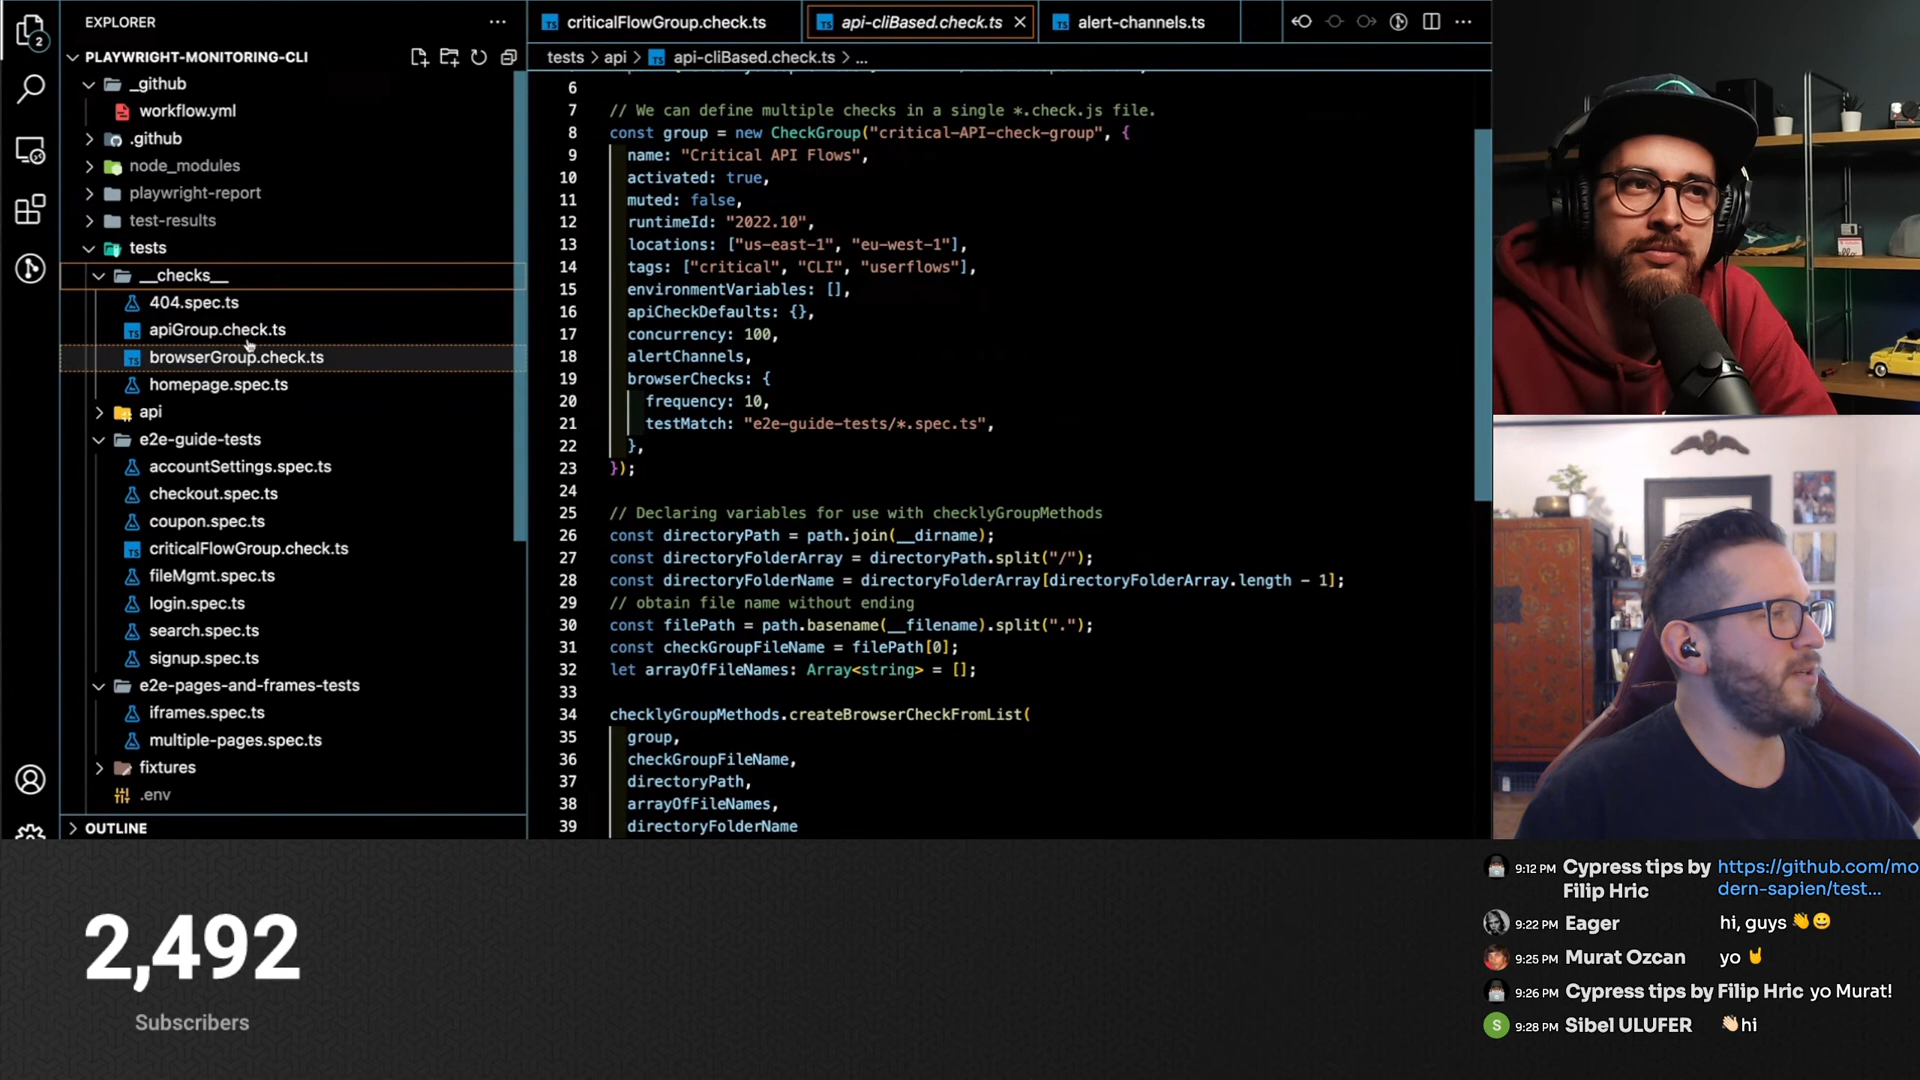 EXPLORER
PLAYWRIGHT-MONITORING-CLI
_github
workflow.yml
.github
node_modules
playwright-report
test-results
tests
__checks__
404.spec.ts
apiGroup.check.ts
browserGroup.check.ts
homepage.spec.ts
api
e2e-guide-tests
accountSettings.spec.ts
checkout.spec.ts
coupon.spec.ts
criticalFlowGroup.check.ts
fileMgmt.spec.ts
login.spec.ts
search.spec.ts
signup.spec.ts
e2e-pages-and-frames-tests
iframes.spec.ts
multiple-pages.spec.ts
fixtures
.env
OUTLINE
2
criticalFlowGroup.check.ts
api-cliBased.check.ts
alert-channels.ts
tests > api > api-cliBased.check.ts > ...
6
7 // We can define multiple checks in a single *.check.js file.
8 const group = new CheckGroup("critical-API-check-group", {
9 name: "Critical API Flows",
10 activated: true,
11 muted: false,
12 runtimeId: "2022.10",
13 locations: ["us-east-1", "eu-west-1"],
14 tags: ["critical", "CLI", "userflows"],
15 environmentVariables: [],
16 apiCheckDefaults: {},
17 concurrency: 100,
18 alertChannels,
19 browserChecks: {
20 frequency: 10,
21 testMatch: "e2e-guide-tests/*.spec.ts",
22 },
23 });
24
25 // Declaring variables for use with checklyGroupMethods
26 const directoryPath = path.join(__dirname);
27 const directoryFolderArray = directoryPath.split("/");
28 const directoryFolderName = directoryFolderArray[directoryFolderArray.length - 1];
29 // obtain file name without ending
30 const filePath = path.basename(__filename).split(".");
31 const checkGroupFileName = filePath[0];
32 let arrayOfFileNames: Array<string> = [];
33
34 checklyGroupMethods.createBrowserCheckFromList(
35 group,
36 checkGroupFileName,
37 directoryPath,
38 arrayOfFileNames,
39 directoryFolderName
2,492
Subscribers
9:12 PM Cypress tips by Filip Hric https://github.com/mo
dern-sapien/test...
9:22 PM Eager hi, guys 👋😀
9:25 PM Murat Ozcan yo 🤘
9:26 PM Cypress tips by Filip Hric yo Murat!
S 9:28 PM Sibel ULUFER 👋🏻hi